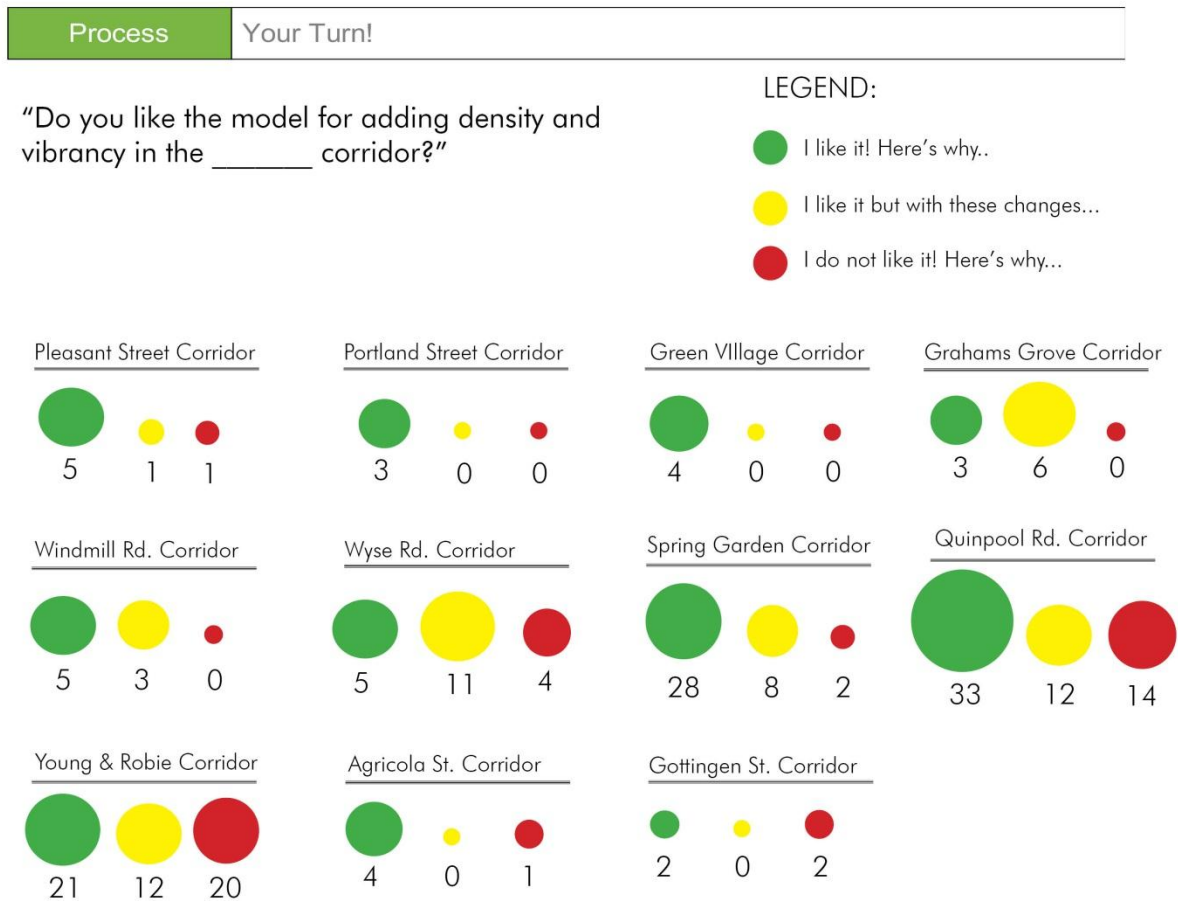 Process Your Turn!
LEGEND:
“Do you like the model for adding density and
vibrancy in the ______ corridor?”
I like it! Here’s why..
I like it but with these changes...
I do not like it! Here’s why...
Pleasant Street Corridor
5 1 1
Portland Street Corridor
3 0 0
Green VIllage Corridor
4 0 0
Grahams Grove Corridor
3 6 0
Windmill Rd. Corridor
5 3 0
Wyse Rd. Corridor
5 11 4
Spring Garden Corridor
28 8 2
Quinpool Rd. Corridor
33 12 14
Young & Robie Corridor
21 12 20
Agricola St. Corridor
4 0 1
Gottingen St. Corridor
2 0 2